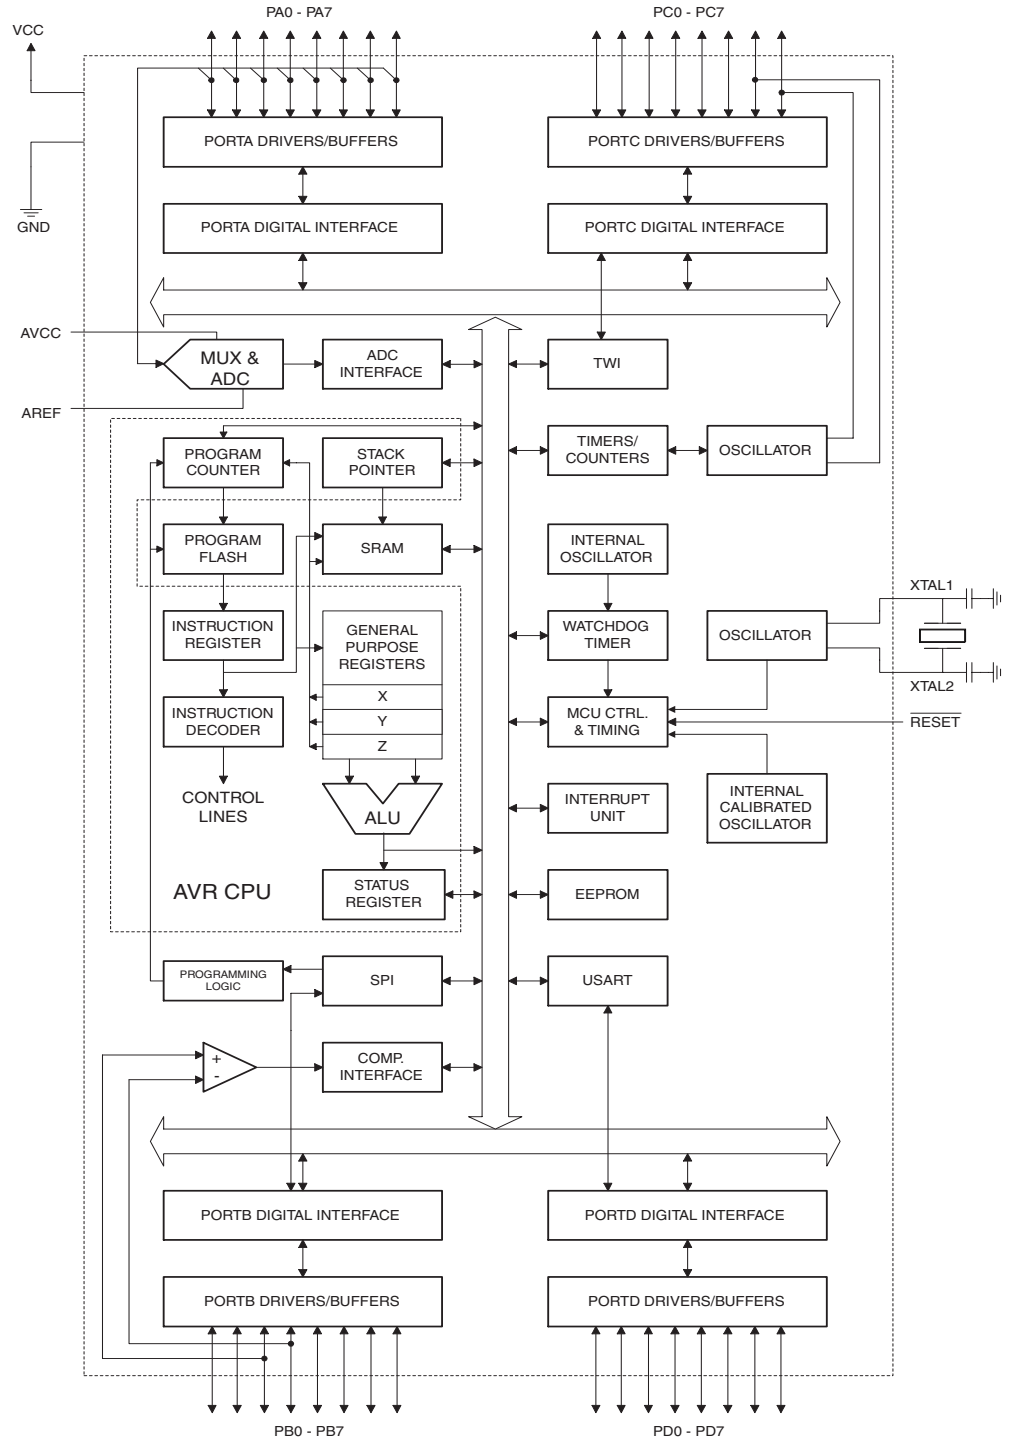 PA0 - PA7
PC0 - PC7
VCC
PORTA DRIVERS/BUFFERS
PORTC DRIVERS/BUFFERS
GND
PORTA DIGITAL INTERFACE
PORTC DIGITAL INTERFACE
AVCC
MUX &
ADC
ADC
INTERFACE
TWI
AREF
PROGRAM
COUNTER
STACK
POINTER
TIMERS/
COUNTERS
OSCILLATOR
PROGRAM
FLASH
SRAM
INTERNAL
OSCILLATOR
XTAL1
INSTRUCTION
REGISTER
GENERAL
PURPOSE
REGISTERS
WATCHDOG
TIMER
OSCILLATOR
XTAL2
X
INSTRUCTION
DECODER
Y
Z
MCU CTRL.
& TIMING
RESET
CONTROL
LINES
ALU
INTERRUPT
UNIT
INTERNAL
CALIBRATED
OSCILLATOR
AVR CPU
STATUS
REGISTER
EEPROM
PROGRAMMING
LOGIC
SPI
USART
+
-
COMP.
INTERFACE
PORTB DIGITAL INTERFACE
PORTD DIGITAL INTERFACE
PORTB DRIVERS/BUFFERS
PORTD DRIVERS/BUFFERS
PB0 - PB7
PD0 - PD7